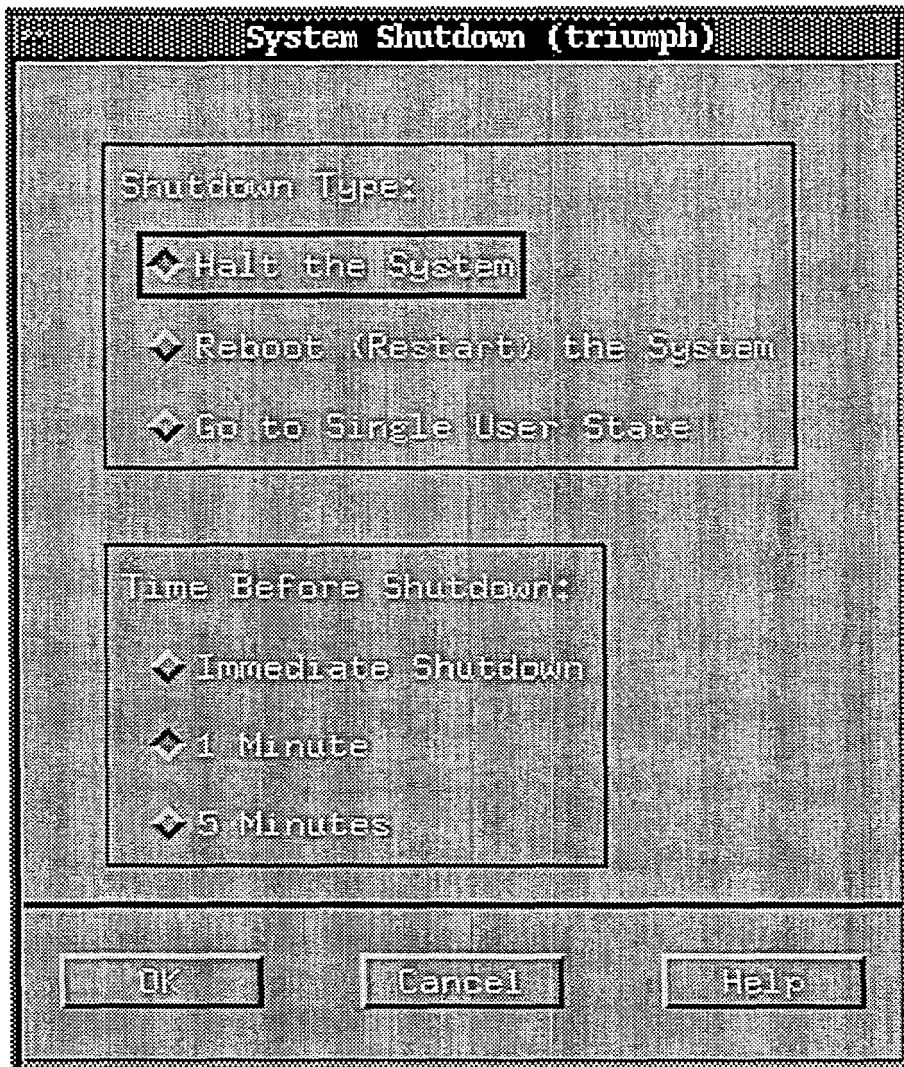 System Shutdown (triumph)
Shutdown Type:
Halt the System
Reboot (Restart) the System
Go to Single User State
Time Before Shutdown:
Immediate Shutdown
1 Minute
5 Minutes
OK Cancel Help